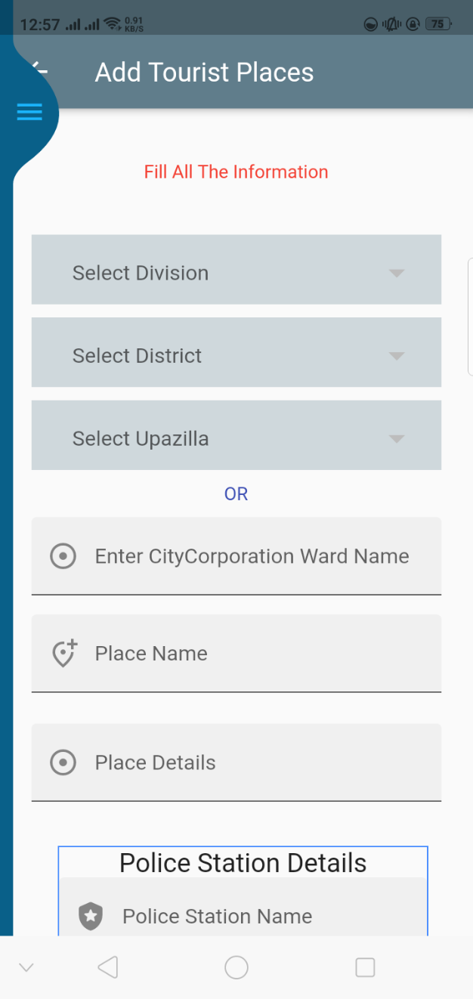 12:57
0.91
KB/S
75
Add Tourist Places
Fill All The Information
Select Division
Select District
Select Upazilla
OR
Enter CityCorporation Ward Name
Place Name
Place Details
Police Station Details
Police Station Name